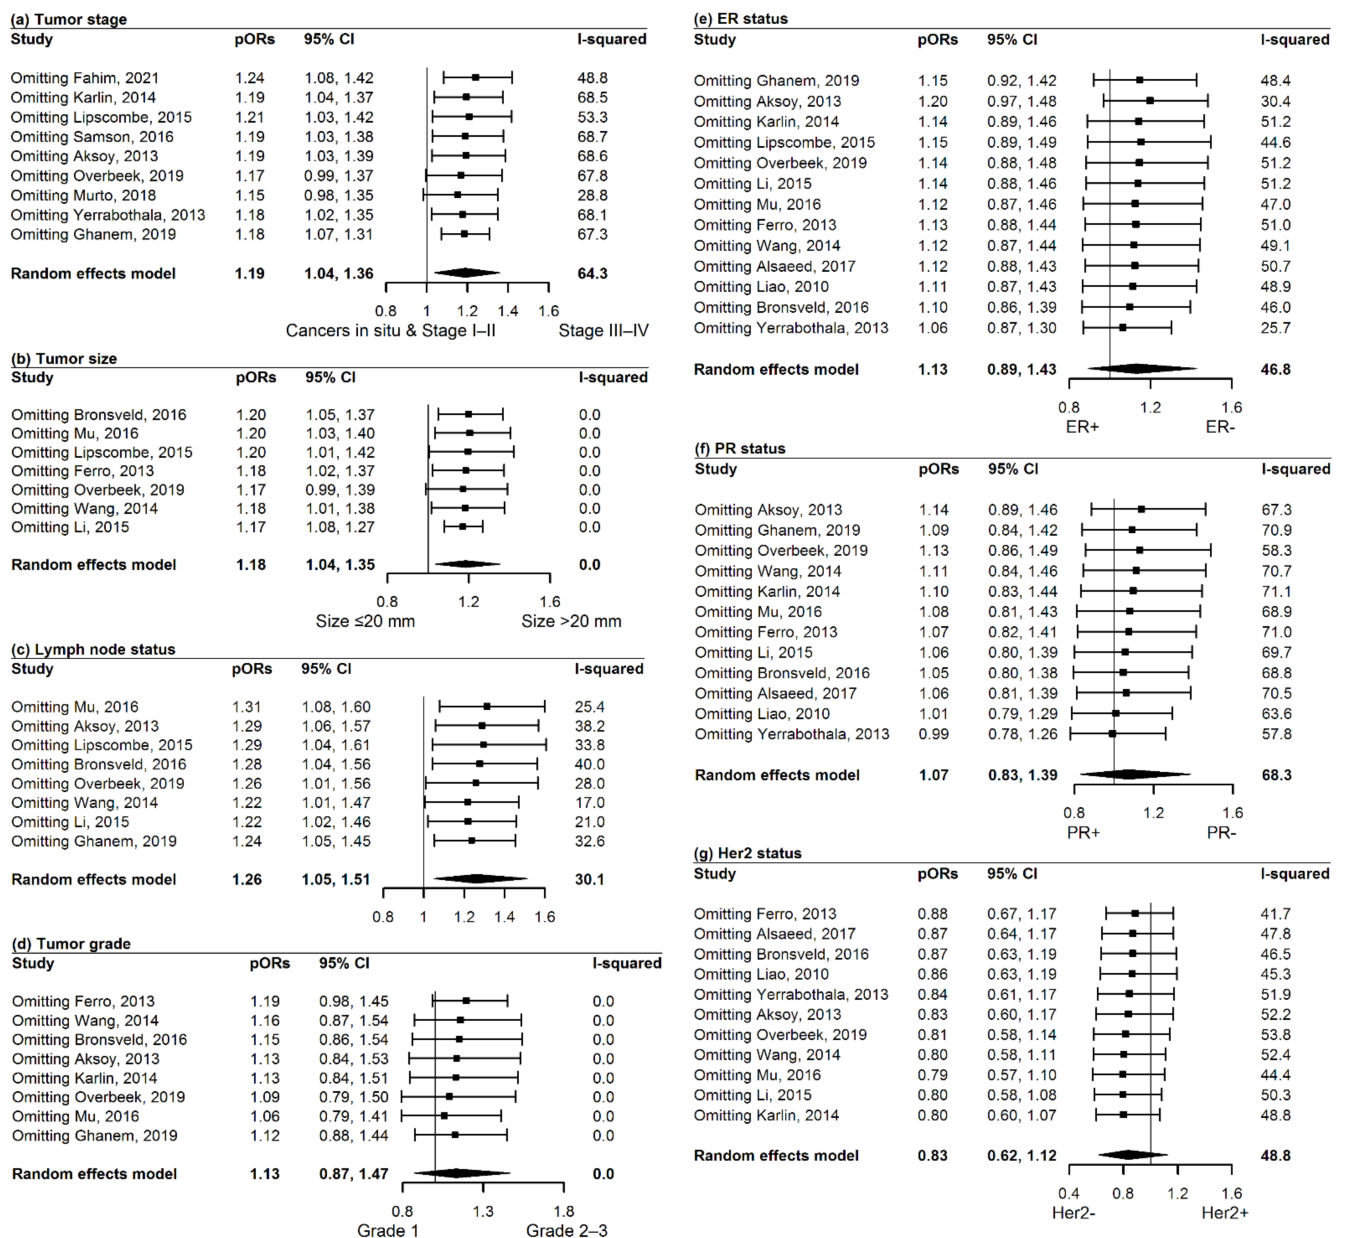 (a) Tumor stage
Study pORs 95% CI I-squared
Omitting Fahim, 2021 1.24 1.08, 1.42 48.8
Omitting Karlin, 2014 1.19 1.04, 1.37 68.5
Omitting Lipscombe, 2015 1.21 1.03, 1.42 53.3
Omitting Samson, 2016 1.19 1.03, 1.38 68.7
Omitting Aksoy, 2013 1.19 1.03, 1.39 68.6
Omitting Overbeek, 2019 1.17 0.99, 1.37 67.8
Omitting Murto, 2018 1.15 0.98, 1.35 28.8
Omitting Yerrabothala, 2013 1.18 1.02, 1.35 68.1
Omitting Ghanem, 2019 1.18 1.07, 1.31 67.3
Random effects model 1.19 1.04, 1.36 64.3
0.8 1 1.2 1.4 1.6
Cancers in situ & Stage I–II Stage III–IV
(b) Tumor size
Study pORs 95% CI I-squared
Omitting Bronsveld, 2016 1.20 1.05, 1.37 0.0
Omitting Mu, 2016 1.20 1.03, 1.40 0.0
Omitting Lipscombe, 2015 1.20 1.01, 1.42 0.0
Omitting Ferro, 2013 1.18 1.02, 1.37 0.0
Omitting Overbeek, 2019 1.17 0.99, 1.39 0.0
Omitting Wang, 2014 1.18 1.01, 1.38 0.0
Omitting Li, 2015 1.17 1.08, 1.27 0.0
Random effects model 1.18 1.04, 1.35 0.0
0.8 1.2 1.6
Size ≤20 mm Size >20 mm
(c) Lymph node status
Study pORs 95% CI I-squared
Omitting Mu, 2016 1.31 1.08, 1.60 25.4
Omitting Aksoy, 2013 1.29 1.06, 1.57 38.2
Omitting Lipscombe, 2015 1.29 1.04, 1.61 33.8
Omitting Bronsveld, 2016 1.28 1.04, 1.56 40.0
Omitting Overbeek, 2019 1.26 1.01, 1.56 28.0
Omitting Wang, 2014 1.22 1.01, 1.47 17.0
Omitting Li, 2015 1.22 1.02, 1.46 21.0
Omitting Ghanem, 2019 1.24 1.05, 1.45 32.6
Random effects model 1.26 1.05, 1.51 30.1
0.8 1 1.2 1.4 1.6
(d) Tumor grade
Study pORs 95% CI I-squared
Omitting Ferro, 2013 1.19 0.98, 1.45 0.0
Omitting Wang, 2014 1.16 0.87, 1.54 0.0
Omitting Bronsveld, 2016 1.15 0.86, 1.54 0.0
Omitting Aksoy, 2013 1.13 0.84, 1.53 0.0
Omitting Karlin, 2014 1.13 0.84, 1.51 0.0
Omitting Overbeek, 2019 1.09 0.79, 1.50 0.0
Omitting Mu, 2016 1.06 0.79, 1.41 0.0
Omitting Ghanem, 2019 1.12 0.88, 1.44 0.0
Random effects model 1.13 0.87, 1.47 0.0
0.8 1.3 1.8
Grade 1 Grade 2–3
(e) ER status
Study pORs 95% CI I-squared
Omitting Ghanem, 2019 1.15 0.92, 1.42 48.4
Omitting Aksoy, 2013 1.20 0.97, 1.48 30.4
Omitting Karlin, 2014 1.14 0.89, 1.46 51.2
Omitting Lipscombe, 2015 1.15 0.89, 1.49 44.6
Omitting Overbeek, 2019 1.14 0.88, 1.48 51.2
Omitting Li, 2015 1.14 0.88, 1.46 51.2
Omitting Mu, 2016 1.12 0.87, 1.46 47.0
Omitting Ferro, 2013 1.13 0.88, 1.44 51.0
Omitting Wang, 2014 1.12 0.87, 1.44 49.1
Omitting Alsaeed, 2017 1.12 0.88, 1.43 50.7
Omitting Liao, 2010 1.11 0.87, 1.43 48.9
Omitting Bronsveld, 2016 1.10 0.86, 1.39 46.0
Omitting Yerrabothala, 2013 1.06 0.87, 1.30 25.7
Random effects model 1.13 0.89, 1.43 46.8
0.8 1.2 1.6
ER+ ER-
(f) PR status
Study pORs 95% CI I-squared
Omitting Aksoy, 2013 1.14 0.89, 1.46 67.3
Omitting Ghanem, 2019 1.09 0.84, 1.42 70.9
Omitting Overbeek, 2019 1.13 0.86, 1.49 58.3
Omitting Wang, 2014 1.11 0.84, 1.46 70.7
Omitting Karlin, 2014 1.10 0.83, 1.44 71.1
Omitting Mu, 2016 1.08 0.81, 1.43 68.9
Omitting Ferro, 2013 1.07 0.82, 1.41 71.0
Omitting Li, 2015 1.06 0.80, 1.39 69.7
Omitting Bronsveld, 2016 1.05 0.80, 1.38 68.8
Omitting Alsaeed, 2017 1.06 0.81, 1.39 70.5
Omitting Liao, 2010 1.01 0.79, 1.29 63.6
Omitting Yerrabothala, 2013 0.99 0.78, 1.26 57.8
Random effects model 1.07 0.83, 1.39 68.3
0.8 1.2 1.6
PR+ PR-
(g) Her2 status
Study pORs 95% CI I-squared
Omitting Ferro, 2013 0.88 0.67, 1.17 41.7
Omitting Alsaeed, 2017 0.87 0.64, 1.17 47.8
Omitting Bronsveld, 2016 0.87 0.63, 1.19 46.5
Omitting Liao, 2010 0.86 0.63, 1.19 45.3
Omitting Yerrabothala, 2013 0.84 0.61, 1.17 51.9
Omitting Aksoy, 2013 0.83 0.60, 1.17 52.2
Omitting Overbeek, 2019 0.81 0.58, 1.14 53.8
Omitting Wang, 2014 0.80 0.58, 1.11 52.4
Omitting Mu, 2016 0.79 0.57, 1.10 44.4
Omitting Li, 2015 0.80 0.58, 1.08 50.3
Omitting Karlin, 2014 0.80 0.60, 1.07 48.8
Random effects model 0.83 0.62, 1.12 48.8
0.4 0.8 1.2 1.6
Her2- Her2+